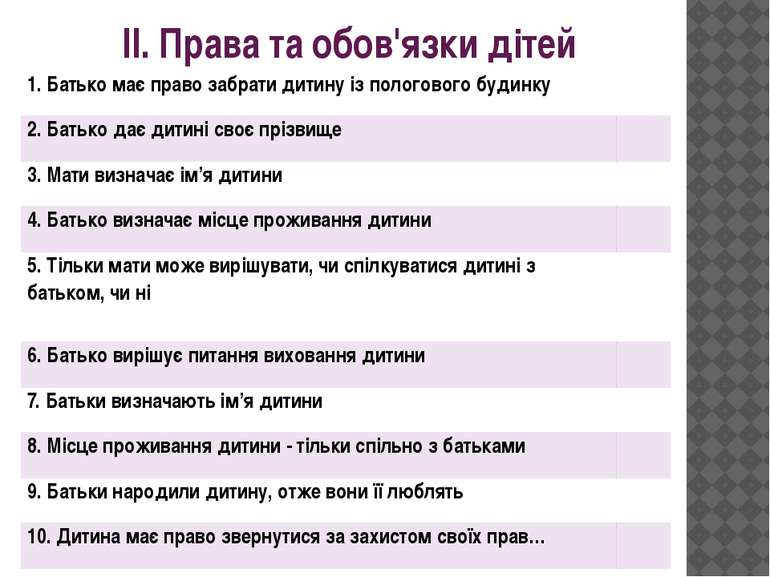 ІІ. Права та обов'язки дітей
1. Батько має право забрати дитину із пологового будинку
2. Батько дає дитині своє прізвище
3. Мати визначає ім’я дитини
4. Батько визначає місце проживання дитини
5. Тільки мати може вирішувати, чи спілкуватися дитині з
батьком, чи ні
6. Батько вирішує питання виховання дитини
7. Батьки визначають ім’я дитини
8. Місце проживання дитини - тільки спільно з батьками
9. Батьки народили дитину, отже вони її люблять
10. Дитина має право звернутися за захистом своїх прав…